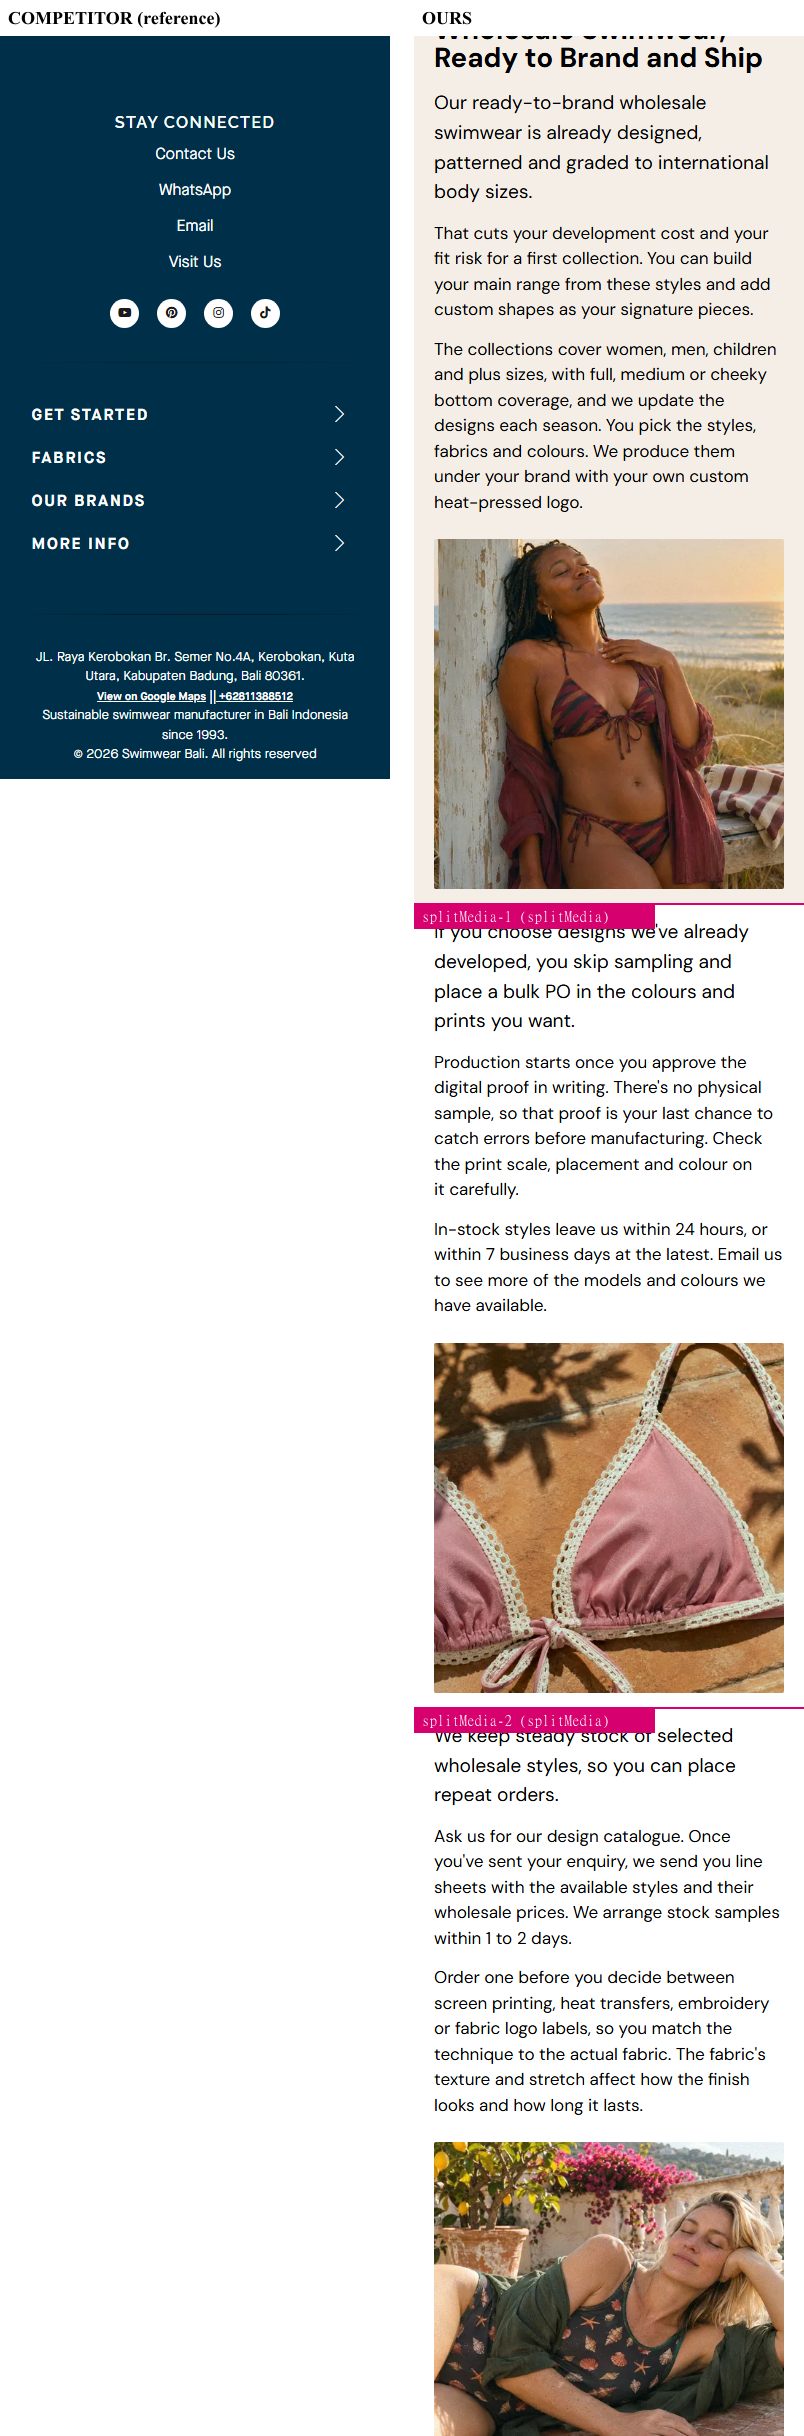 COMPETITOR (reference)
STAY CONNECTED
Contact Us
WhatsApp
Email
Visit Us
GET STARTED
FABRICS
OUR BRANDS
MORE INFO
JL. Raya Kerobokan Br. Semer No.4A, Kerobokan, Kuta
Utara, Kabupaten Badung, Bali 80361.
View on Google Maps || +62811388512
Sustainable swimwear manufacturer in Bali Indonesia
since 1993.
© 2026 Swimwear Bali. All rights reserved
OURS
Wholesale Swimwear,
Ready to Brand and Ship
Our ready-to-brand wholesale
swimwear is already designed,
patterned and graded to international
body sizes.
That cuts your development cost and your
fit risk for a first collection. You can build
your main range from these styles and add
custom shapes as your signature pieces.
The collections cover women, men, children
and plus sizes, with full, medium or cheeky
bottom coverage, and we update the
designs each season. You pick the styles,
fabrics and colours. We produce them
under your brand with your own custom
heat-pressed logo.
splitMedia-1 (splitMedia)
If you choose designs we've already
developed, you skip sampling and
place a bulk PO in the colours and
prints you want.
Production starts once you approve the
digital proof in writing. There's no physical
sample, so that proof is your last chance to
catch errors before manufacturing. Check
the print scale, placement and colour on
it carefully.
In-stock styles leave us within 24 hours, or
within 7 business days at the latest. Email us
to see more of the models and colours we
have available.
splitMedia-2 (splitMedia)
We keep steady stock of selected
wholesale styles, so you can place
repeat orders.
Ask us for our design catalogue. Once
you've sent your enquiry, we send you line
sheets with the available styles and their
wholesale prices. We arrange stock samples
within 1 to 2 days.
Order one before you decide between
screen printing, heat transfers, embroidery
or fabric logo labels, so you match the
technique to the actual fabric. The fabric's
texture and stretch affect how the finish
looks and how long it lasts.